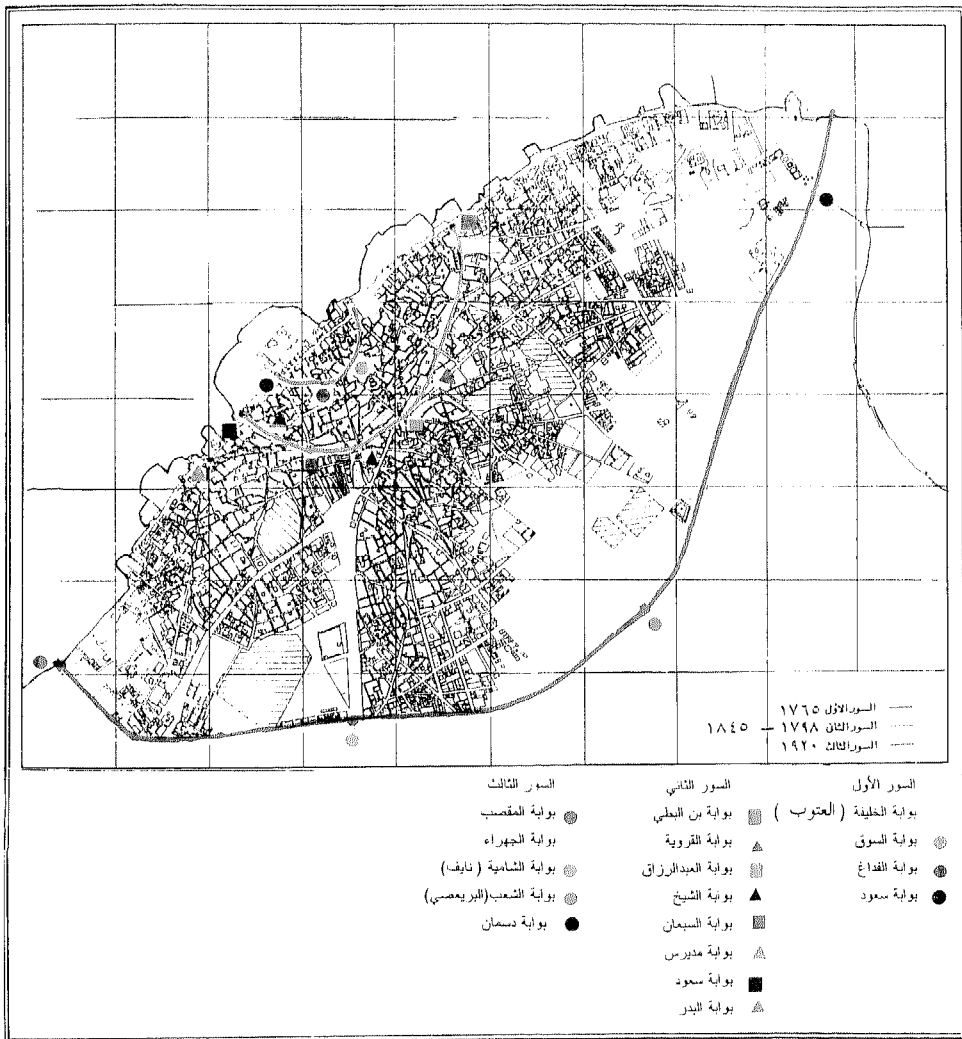 السور الأول ١٧٦٥
السور الثاني ١٧٩٨ – ١٨٤٥
السور الثالث ١٩٢٠
السور الأول
بوابة الخليفة ( العتوب )
بوابة السوق
بوابة الفداغ
بوابة سعود
السور الثاني
بوابة بن البطي
بوابة القروية
بوابة العبدالرزاق
بوابة الشيخ
بوابة السبعان
بوابة مديرس
بوابة سعود
بوابة البدر
السور الثالث
بوابة المقصب
بوابة الجهراء
بوابة الشامية ( نايف )
بوابة الشعب(البريعصي)
بوابة دسمان